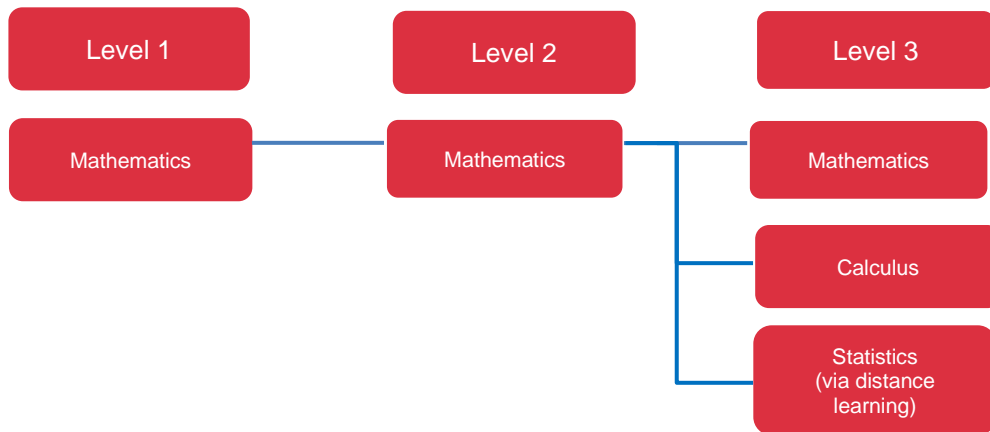 Level 1
Level 2
Level 3
Mathematics
Mathematics
Mathematics
Calculus
Statistics
(via distance
learning)